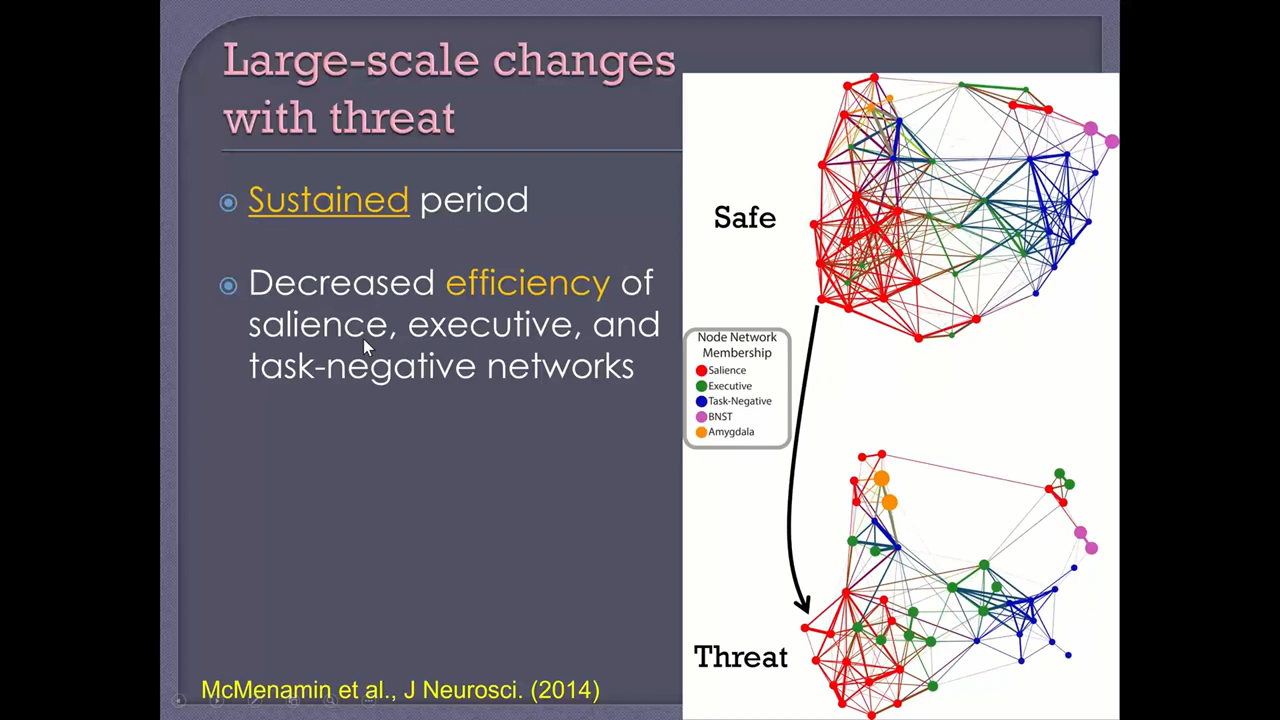 Large-scale changes
with threat
Sustained period
Decreased efficiency of
salience, executive, and
task-negative networks
McMenamin et al., J Neurosci. (2014)
Safe
Node Network
Membership
Salience
Executive
Task-Negative
BNST
Amygdala
Threat